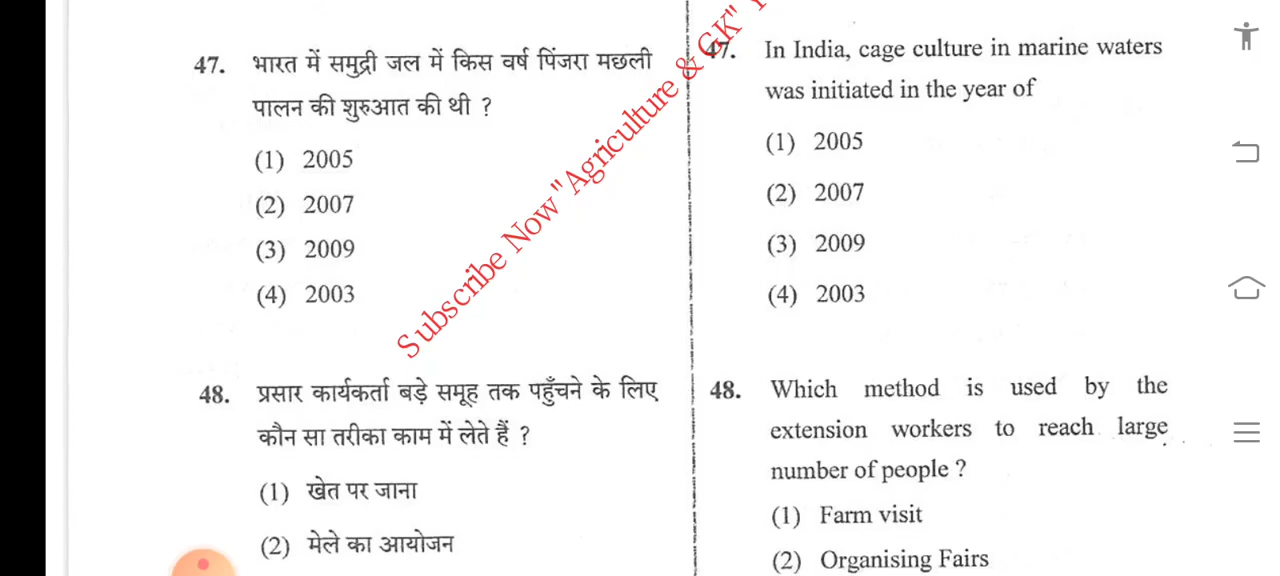 47. भारत में समुद्री जल में किस वर्ष पिंजरा मछली
पालन की शुरुआत की थी ?
(1) 2005
(2) 2007
(3) 2009
(4) 2003
48. प्रसार कार्यकर्ता बड़े समूह तक पहुँचने के लिए
कौन सा तरीका काम में लेते हैं ?
(1) खेत पर जाना
(2) मेले का आयोजन
Subscribe Now "Agriculture & GK"
47. In India, cage culture in marine waters
was initiated in the year of
(1) 2005
(2) 2007
(3) 2009
(4) 2003
48. Which method is used by the
extension workers to reach large
number of people ?
(1) Farm visit
(2) Organising Fairs